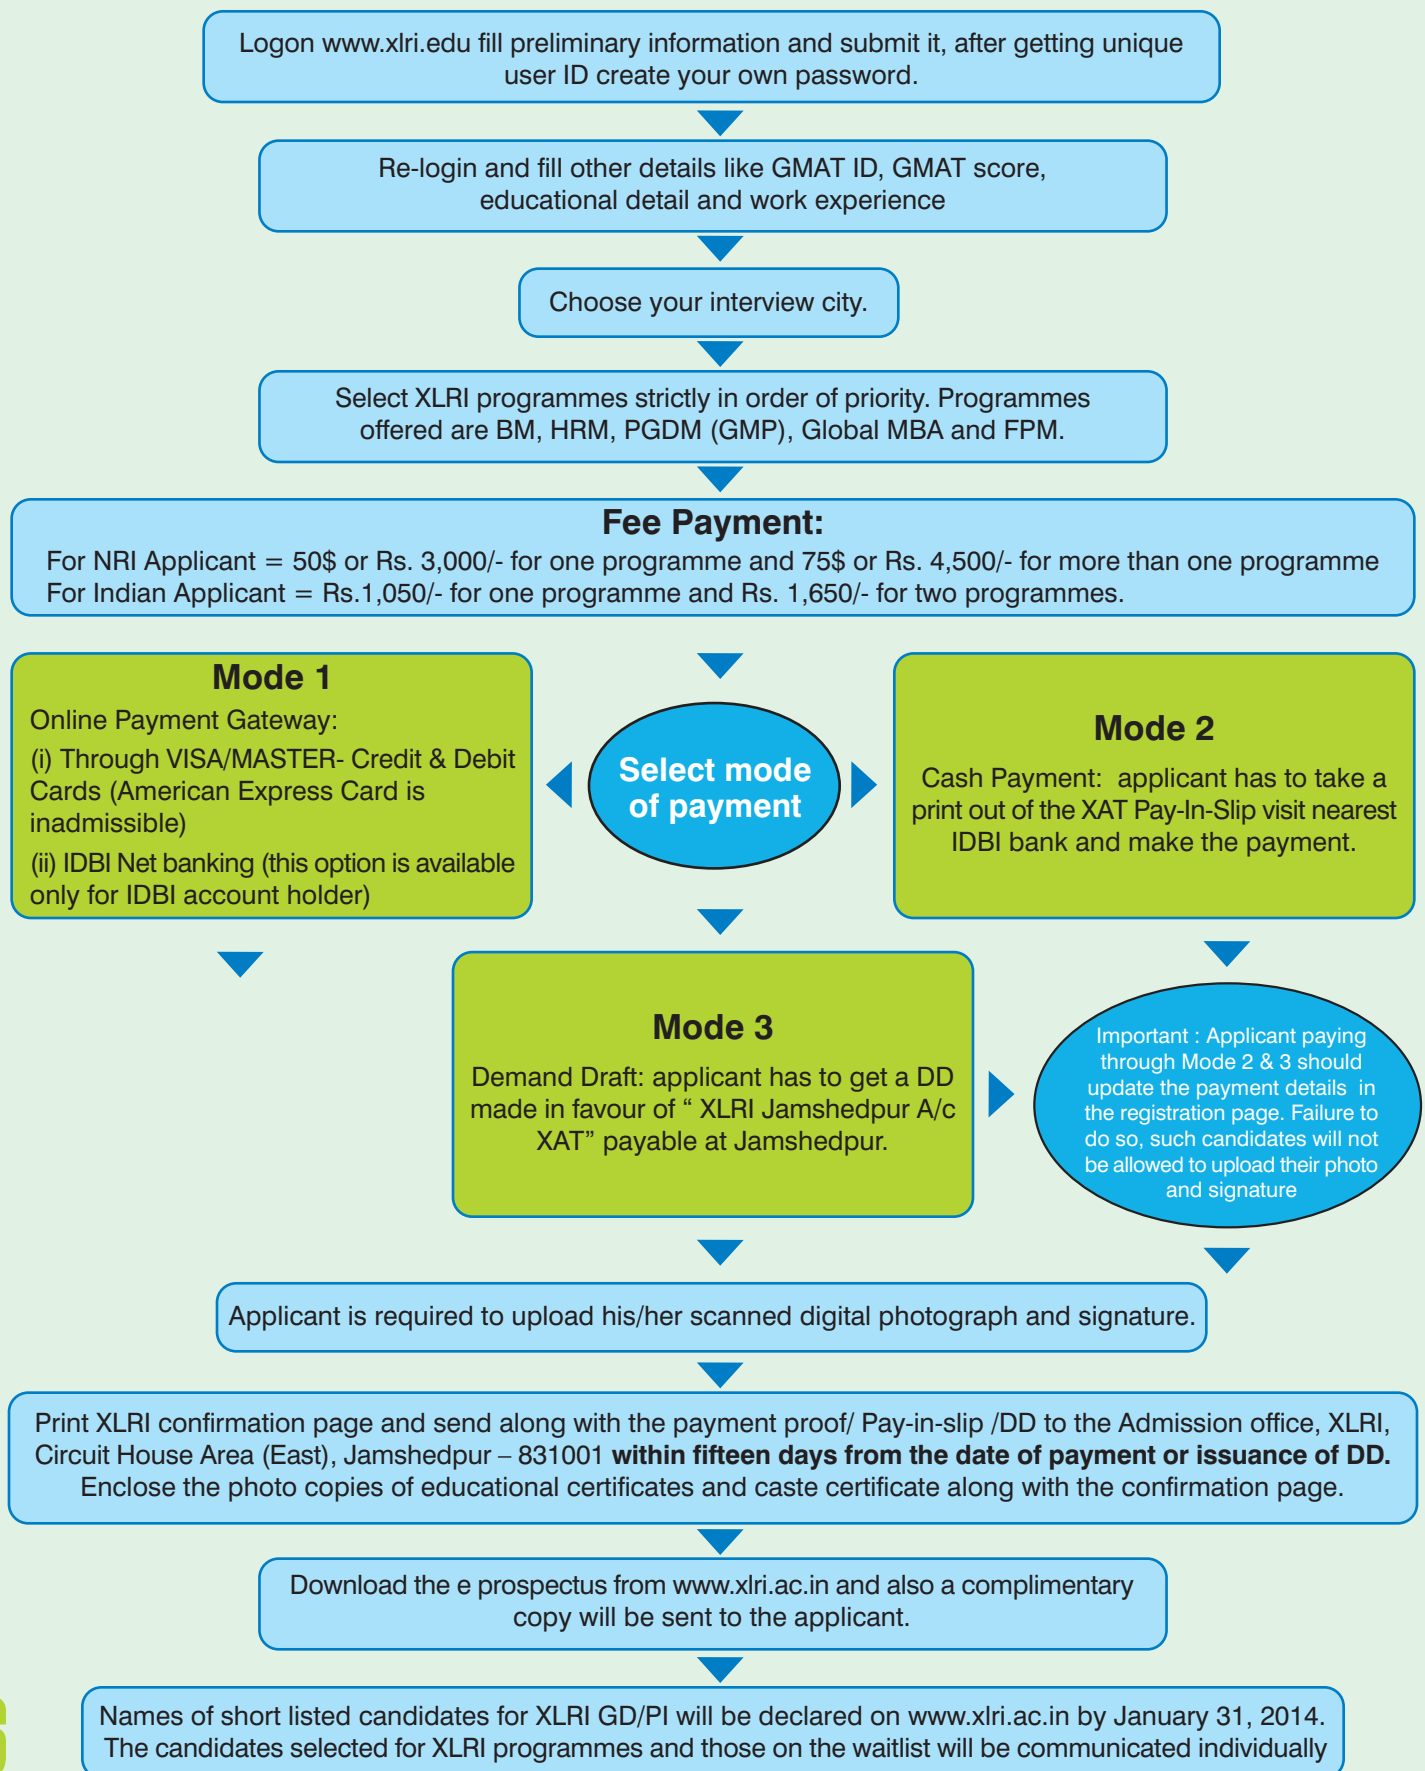 Logon www.xlri.edu fill preliminary information and submit it, after getting unique
user ID create your own password.
Re-login and fill other details like GMAT ID, GMAT score,
educational detail and work experience
Choose your interview city.
Select XLRI programmes strictly in order of priority. Programmes
offered are BM, HRM, PGDM (GMP), Global MBA and FPM.
Fee Payment:
For NRI Applicant = 50$ or Rs. 3,000/- for one programme and 75$ or Rs. 4,500/- for more than one programme
For Indian Applicant = Rs.1,050/- for one programme and Rs. 1,650/- for two programmes.
Mode 1
Online Payment Gateway:
(i) Through VISA/MASTER- Credit & Debit
Cards (American Express Card is
inadmissible)
(ii) IDBI Net banking (this option is available
only for IDBI account holder)
Select mode
of payment
Mode 2
Cash Payment:  applicant has to take a
print out of the XAT Pay-In-Slip visit nearest
IDBI bank and make the payment.
Mode 3
Demand Draft: applicant has to get a DD
made in favour of “ XLRI Jamshedpur A/c
XAT” payable at Jamshedpur.
Important : Applicant paying
through Mode 2 & 3 should
update the payment details  in
the registration page. Failure to
do so, such candidates will not
be allowed to upload their photo
and signature
Applicant is required to upload his/her scanned digital photograph and signature.
Print XLRI confirmation page and send along with the payment proof/ Pay-in-slip /DD to the Admission office, XLRI,
Circuit House Area (East), Jamshedpur – 831001 within fifteen days from the date of payment or issuance of DD.
Enclose the photo copies of educational certificates and caste certificate along with the confirmation page.
Download the e prospectus from www.xlri.ac.in and also a complimentary
copy will be sent to the applicant.
Names of short listed candidates for XLRI GD/PI will be declared on www.xlri.ac.in by January 31, 2014.
The candidates selected for XLRI programmes and those on the waitlist will be communicated individually